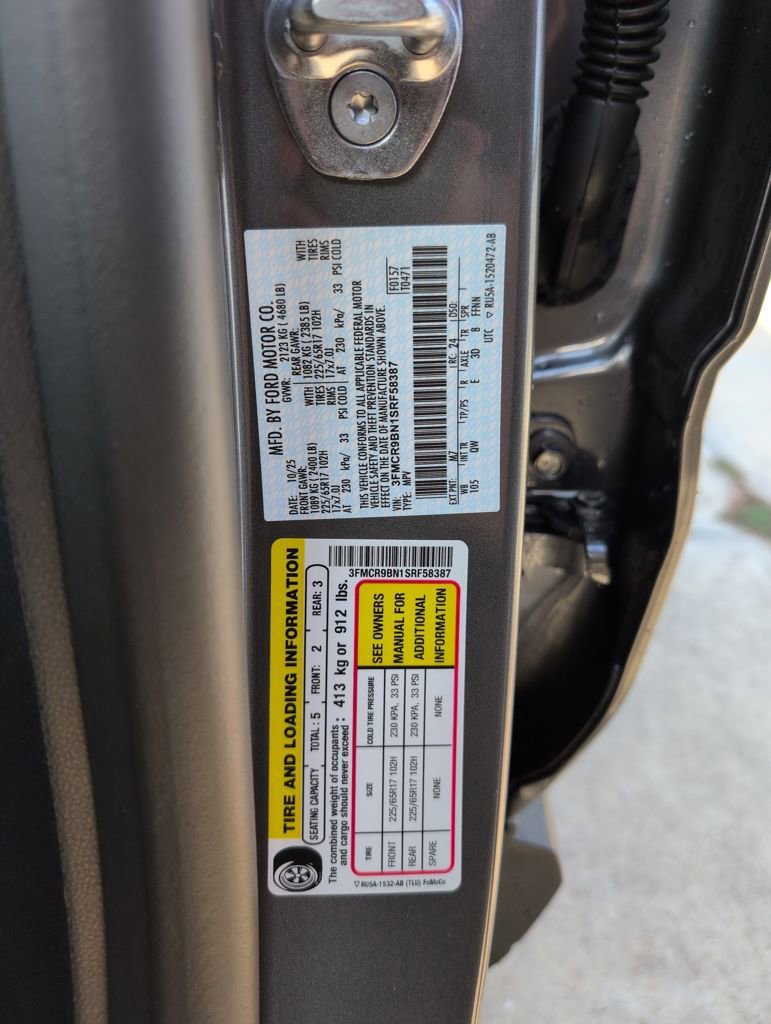 MFD. BY FORD MOTOR CO.
DATE: 10/25
GVWR: 2123 KG ( 4680 LB)
FRONT GAWR:
REAR GAWR:
1089 KG ( 2400 LB)
WITH
1082 KG ( 2385 LB)
WITH
225/65R17 102H
TIRES
225/65R17 102H
TIRES
17x7.0J
RIMS
17x7.0J
RIMS
AT 230 kPa/ 33 PSI COLD
AT 230 kPa/ 33 PSI COLD
THIS VEHICLE CONFORMS TO ALL APPLICABLE FEDERAL MOTOR
VEHICLE SAFETY AND THEFT PREVENTION STANDARDS IN
EFFECT ON THE DATE OF MANUFACTURE SHOWN ABOVE.
VIN: 3FMCR9BN1SRF58387
TYPE: MPV
F0157
T0471
EXT PNT: M7 RC: 24 DSO:
WB INT TR TP/PS R AXLE TR SPR
105 QW E 3D 8 FFNN
UTC ▽ RU5A-1520472-AB
TIRE AND LOADING INFORMATION
SEATING CAPACITY TOTAL: 5 FRONT: 2 REAR: 3
The combined weight of occupants
and cargo should never exceed : 413 kg or 912 lbs.
3FMCR9BN1SRF58387
TIRE SIZE COLD TIRE PRESSURE
FRONT 225/65R17 102H 230 KPA, 33 PSI
REAR 225/65R17 102H 230 KPA, 33 PSI
SPARE NONE NONE
SEE OWNERS
MANUAL FOR
ADDITIONAL
INFORMATION
▽ RU5A-1532-AB (TLU) FoMoCo